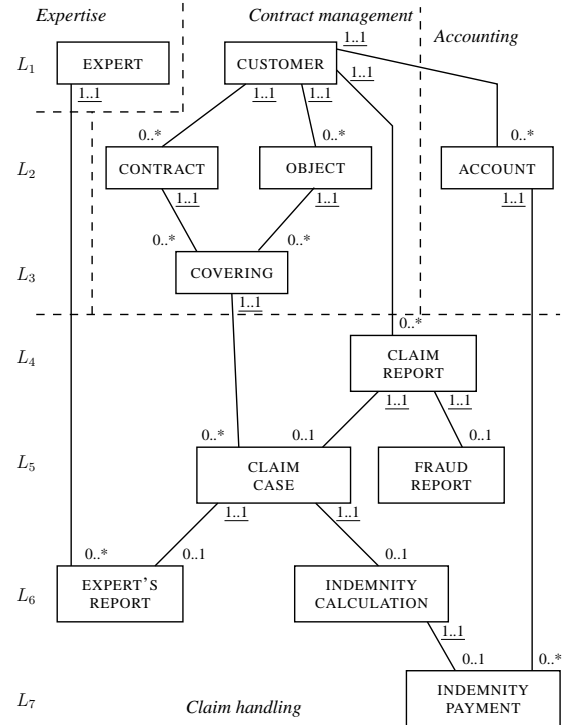 Expertise
Contract management
Accounting
L1
EXPERT
CUSTOMER
1..1
1..1
1..1
1..1
1..1
0..*
0..*
0..*
L2
CONTRACT
OBJECT
ACCOUNT
1..1
1..1
1..1
0..*
0..*
L3
COVERING
1..1
0..*
L4
CLAIM
REPORT
1..1
1..1
0..*
0..1
0..1
L5
CLAIM
CASE
FRAUD
REPORT
1..1
1..1
0..*
0..1
0..1
L6
EXPERT'S
REPORT
INDEMNITY
CALCULATION
1..1
0..1
0..*
L7
Claim handling
INDEMNITY
PAYMENT